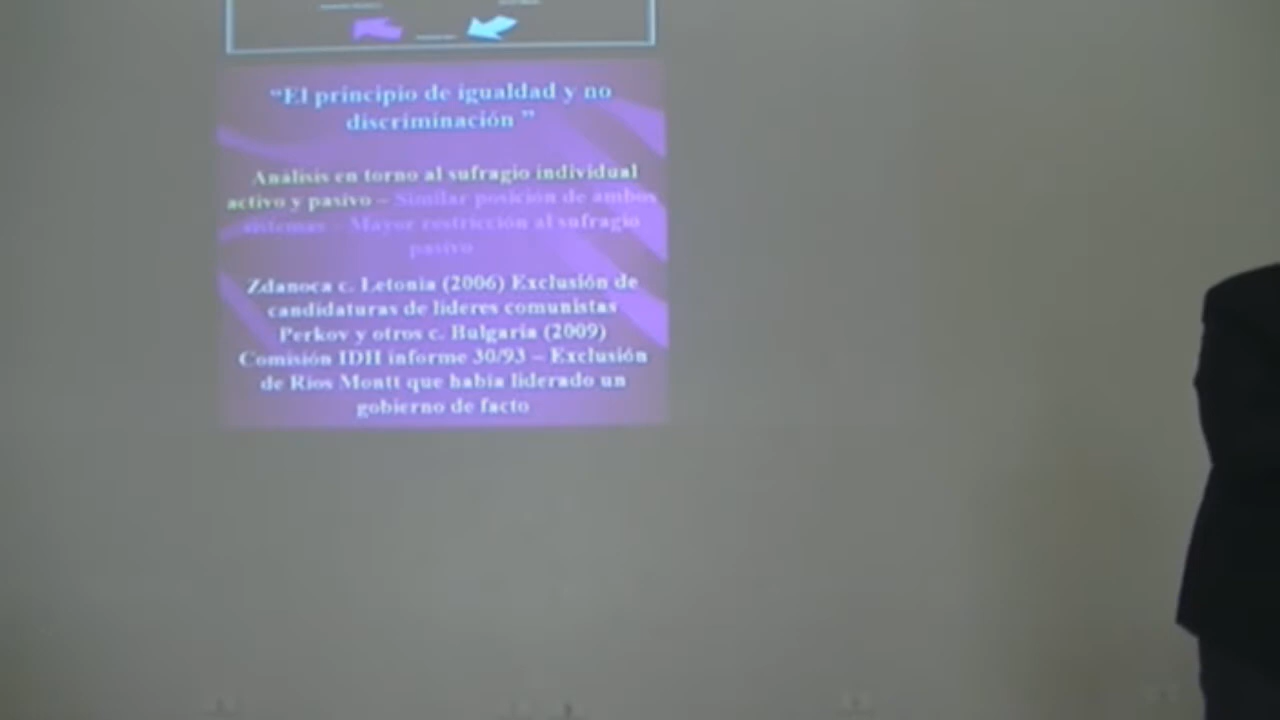 “El principio de igualdad y no
discriminación ”
Análisis en torno al sufragio individual
activo y pasivo – Similar posición de ambos
sistemas – Mayor restricción al sufragio
pasivo
Zdanoca c. Letonia (2006) Exclusión de
candidaturas de líderes comunistas
Perkov y otros c. Bulgaria (2009)
Comisión IDH informe 30/93 – Exclusión
de Ríos Montt que había liderado un
gobierno de facto